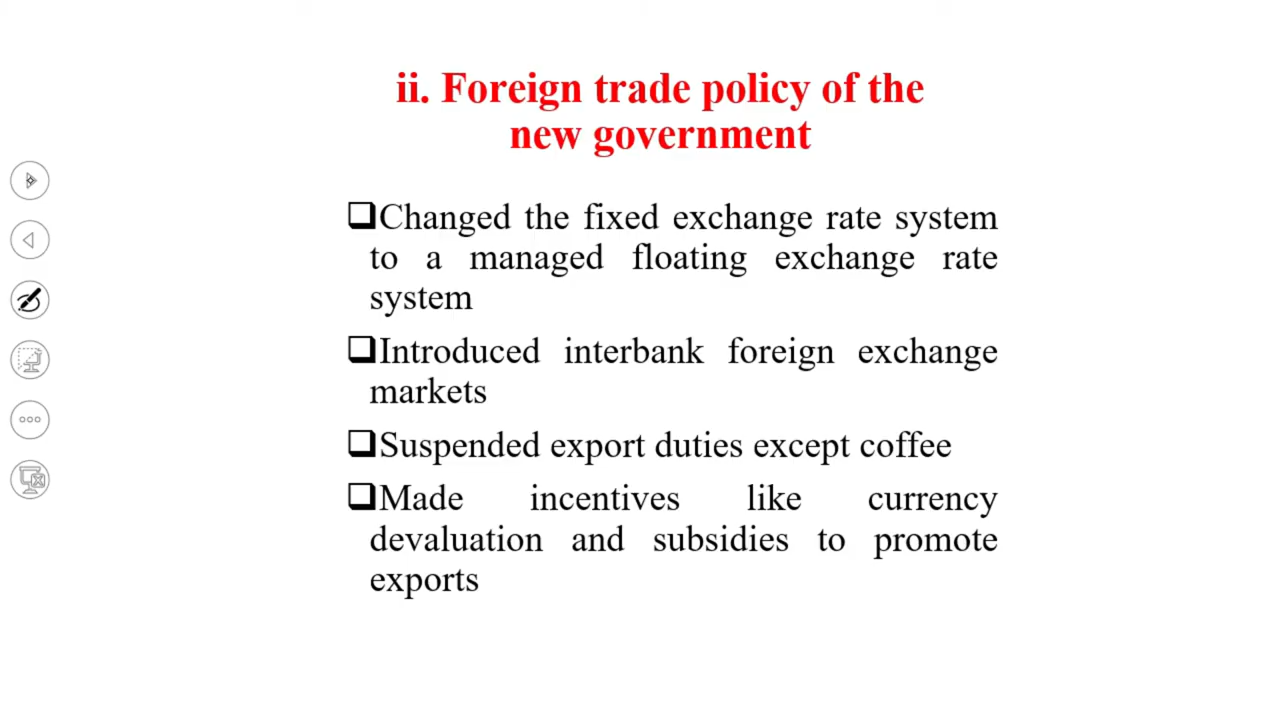 ii. Foreign trade policy of the
new government
❑Changed the fixed exchange rate system
to a managed floating exchange rate
system
❑Introduced interbank foreign exchange
markets
❑Suspended export duties except coffee
❑Made incentives like currency
devaluation and subsidies to promote
exports